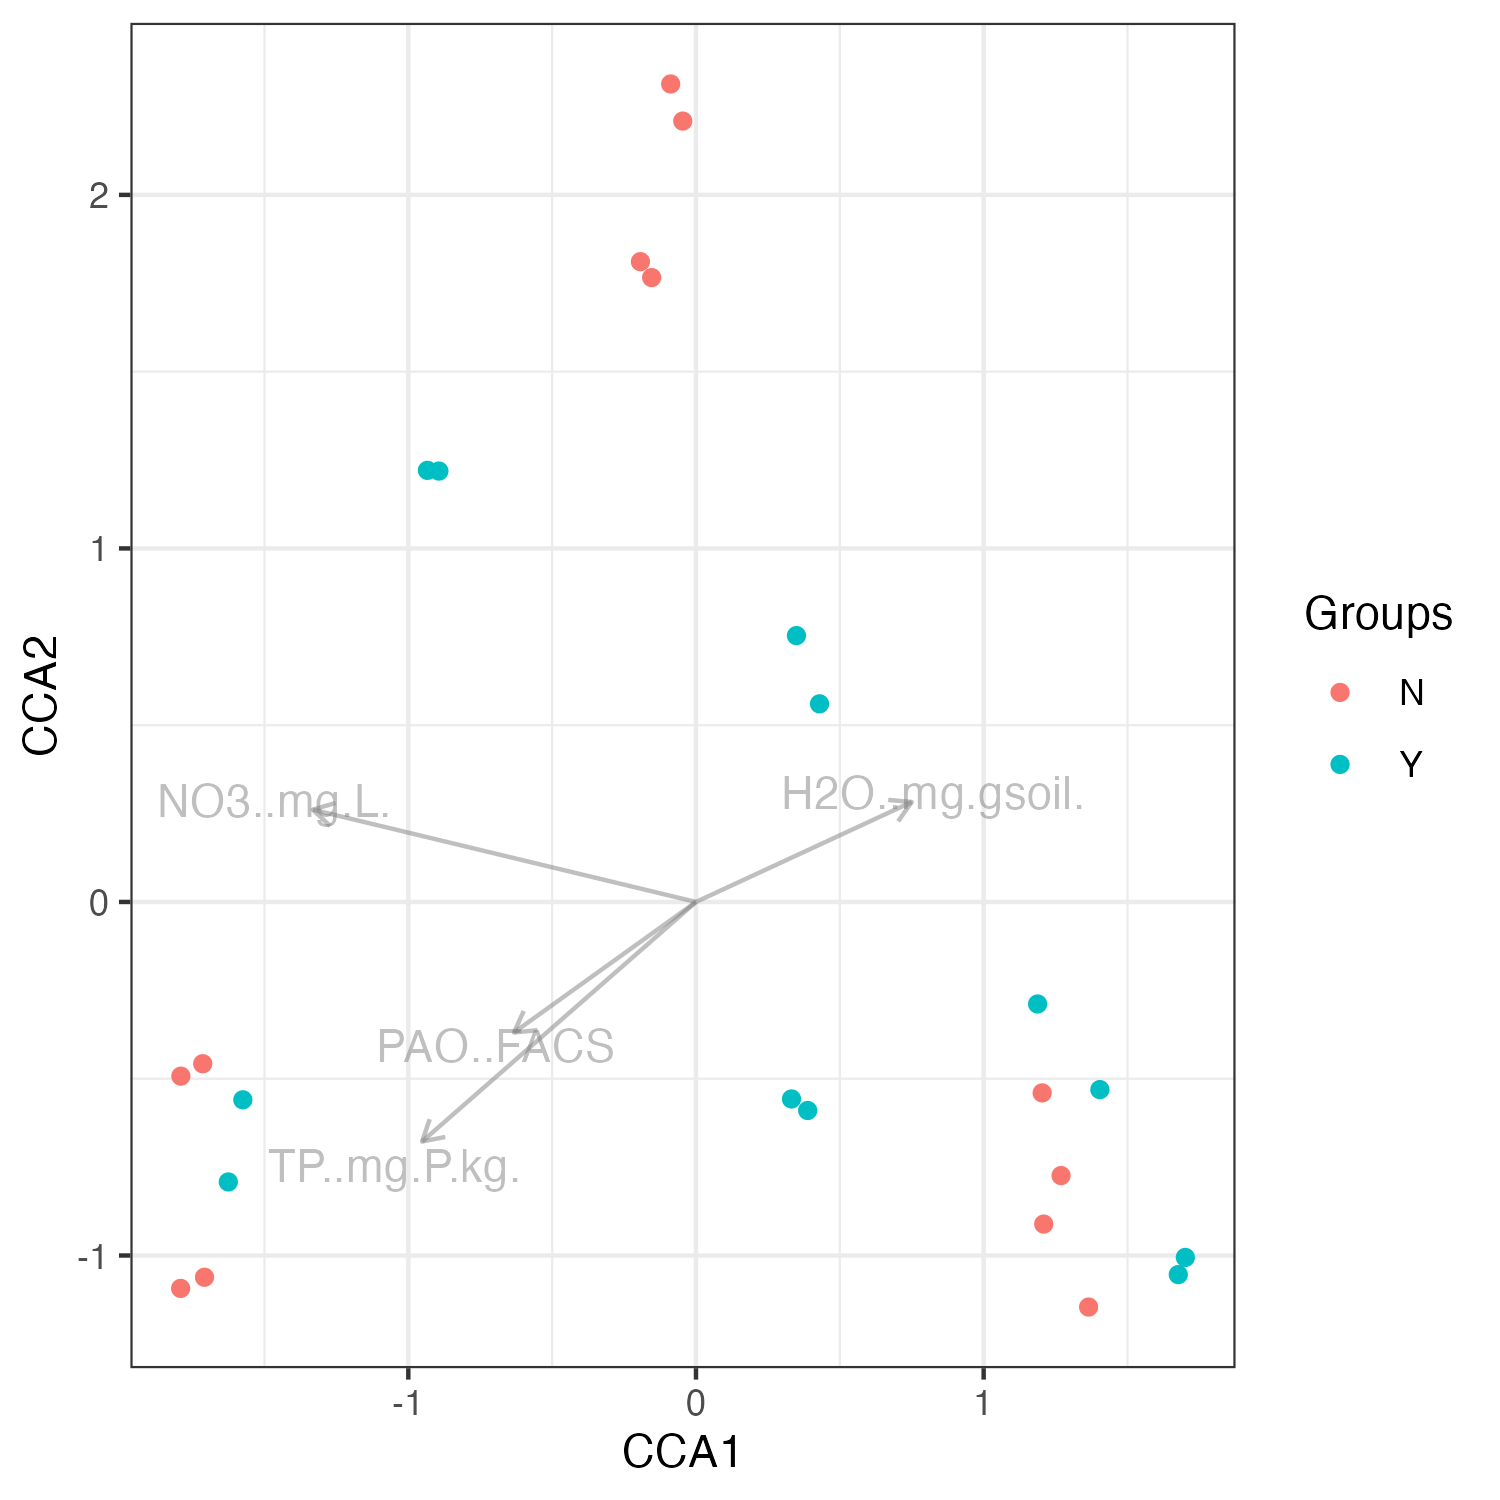 2
1
0
-1
-1
0
1
CCA1
CCA2
NO3..mg.L.
H2O..mg.gsoil.
PAO..FACS
TP..mg.P.kg.
Groups
N
Y